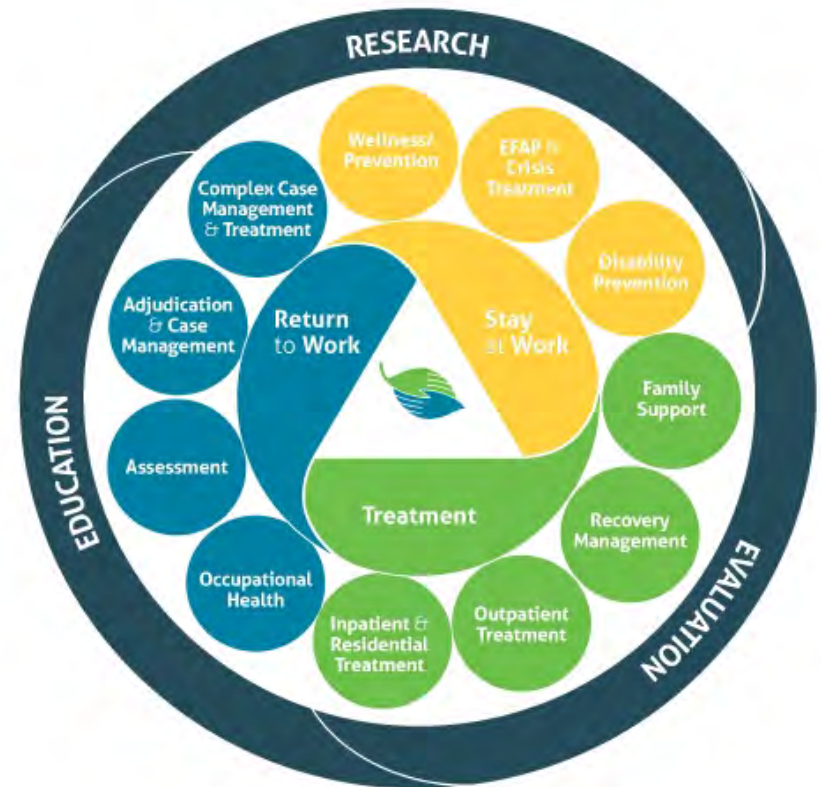 RESEARCH
Wellness/
Prevention
EFAP &
Crisis
Treatment
Disability
Prevention
Complex Case
Management
& Treatment
Adjudication
& Case
Management
Assessment
Occupational
Health
Return
to Work
Stay
at Work
Treatment
Family
Support
Recovery
Management
Outpatient
Treatment
Inpatient &
Residential
Treatment
EDUCATION
EVALUATION